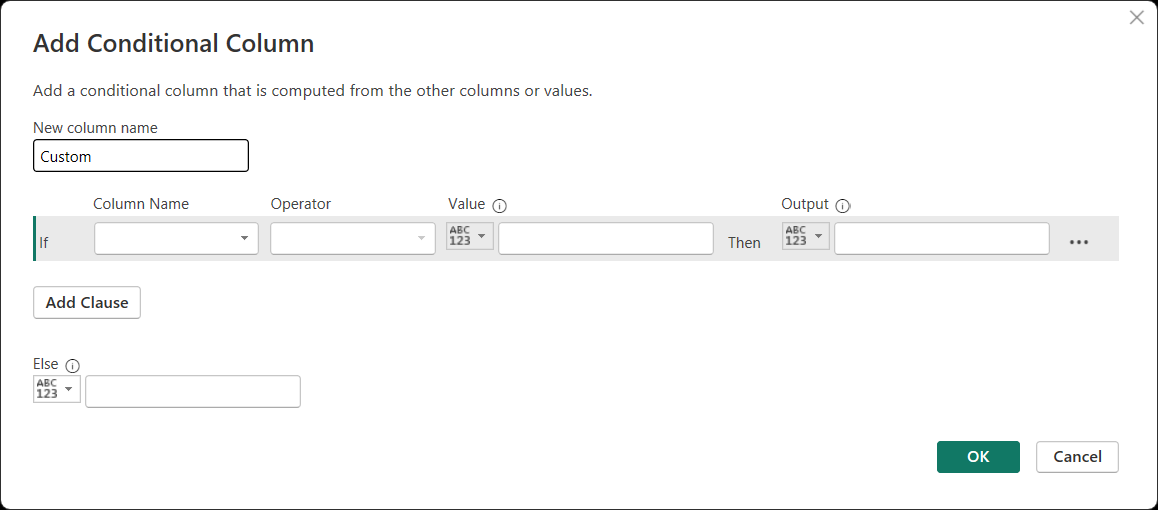 Add Conditional Column
Add a conditional column that is computed from the other columns or values.
New column name
Custom
Column Name Operator Value Output
If ABC 123 Then ABC 123 ...
Add Clause
Else
ABC 123
OK Cancel